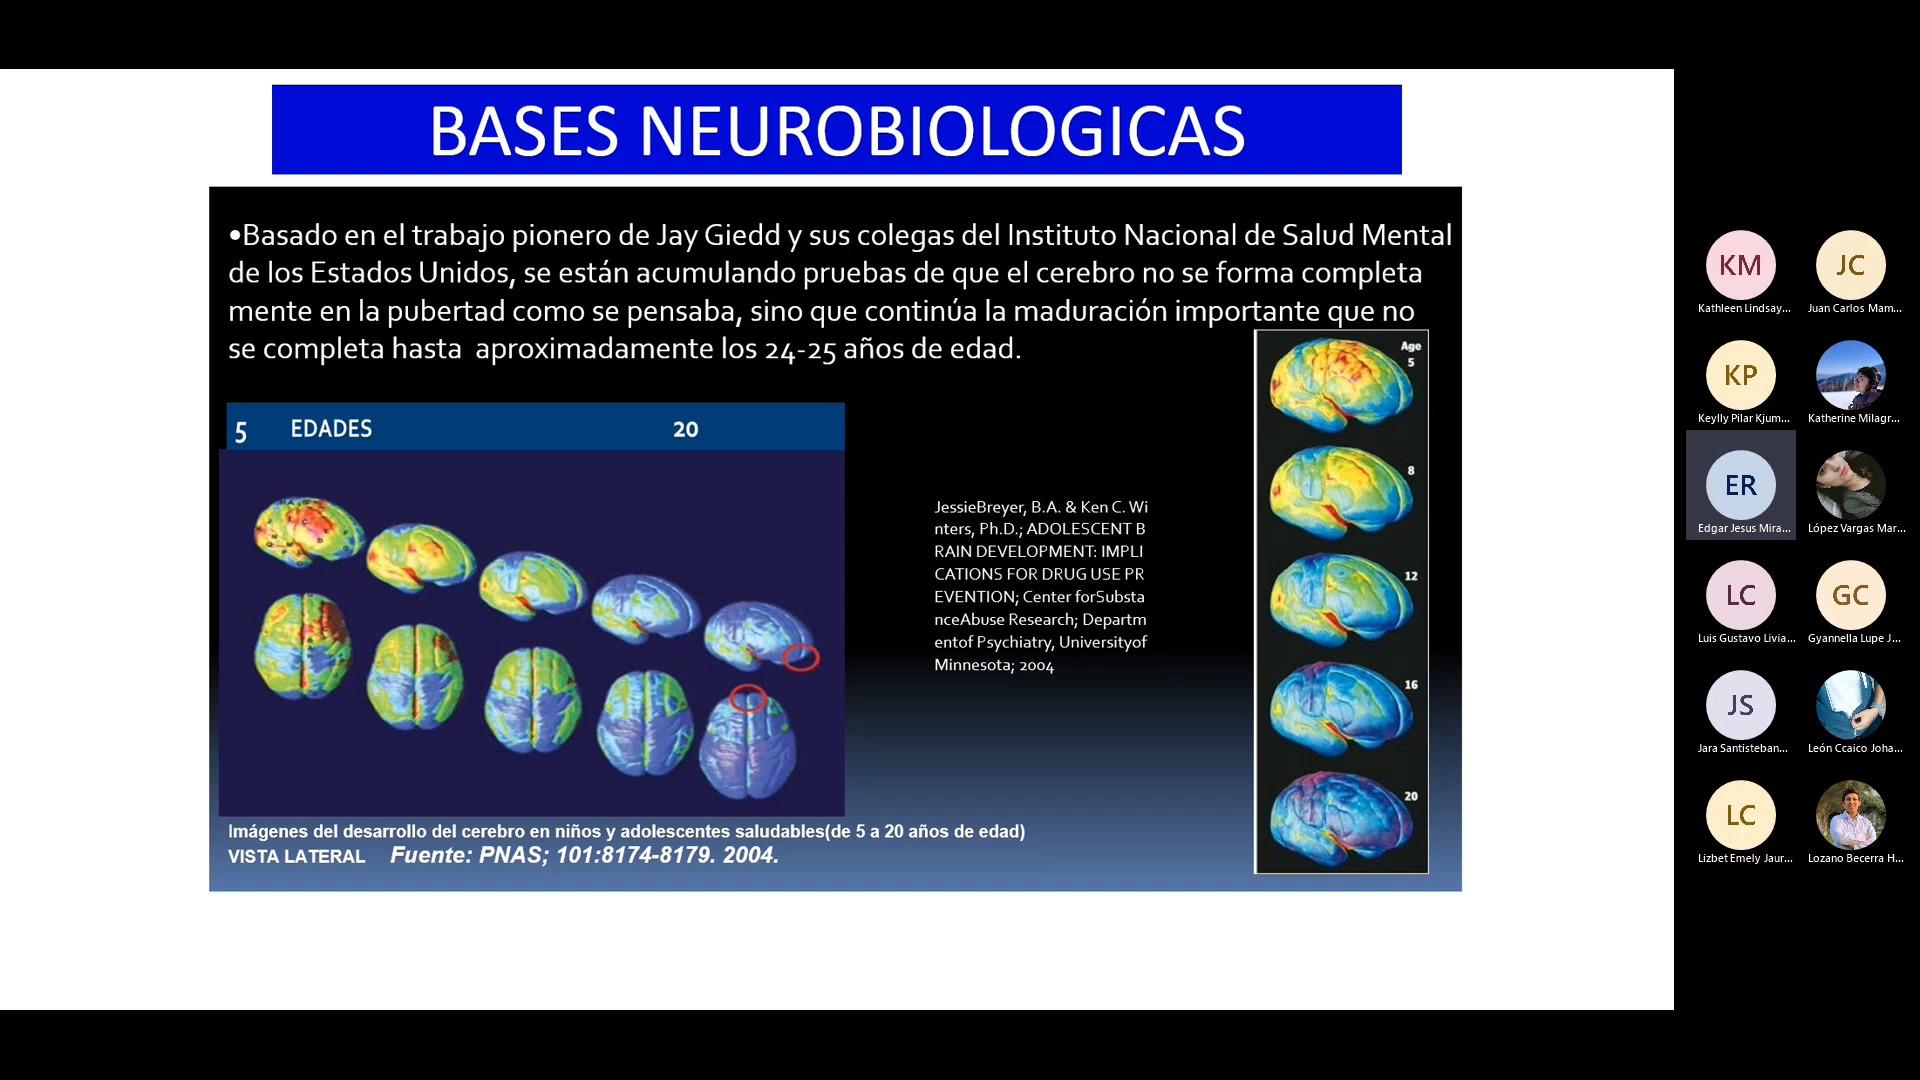 BASES NEUROBIOLOGICAS
•Basado en el trabajo pionero de Jay Giedd y sus colegas del Instituto Nacional de Salud Mental
de los Estados Unidos, se están acumulando pruebas de que el cerebro no se forma completa
mente en la pubertad como se pensaba, sino que continúa la maduración importante que no
se completa hasta aproximadamente los 24-25 años de edad.
5 EDADES 20
JessieBreyer, B.A. & Ken C. Wi
nters, Ph.D.; ADOLESCENT B
RAIN DEVELOPMENT: IMPLI
CATIONS FOR DRUG USE PR
EVENTION; Center forSubsta
nceAbuse Research; Departm
entof Psychiatry, Universityof
Minnesota; 2004
Age
5
8
12
16
20
Imágenes del desarrollo del cerebro en niños y adolescentes saludables(de 5 a 20 años de edad)
VISTA LATERAL Fuente: PNAS; 101:8174-8179. 2004.
KM
Kathleen Lindsay...
JC
Juan Carlos Mam...
KP
Keylly Pilar Kjum...
Katherine Milagr...
ER
Edgar Jesus Mira...
López Vargas Mar...
LC
Luis Gustavo Livia...
GC
Gyannella Lupe J...
JS
Jara Santisteban...
León Ccaico Joha...
LC
Lizbet Emely Jaur...
Lozano Becerra H...